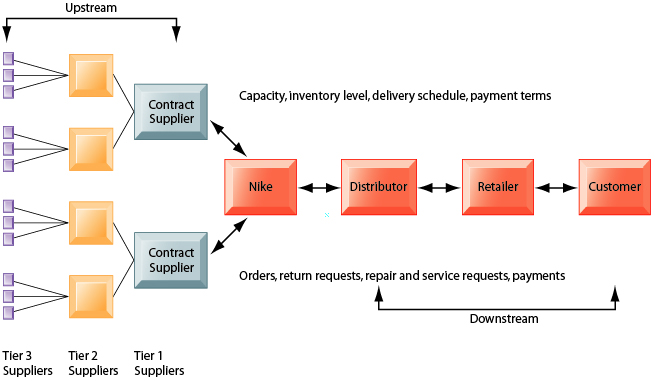 Upstream
Capacity, inventory level, delivery schedule, payment terms
Contract
Supplier
Nike
Distributor
Retailer
Customer
Contract
Supplier
Orders, return requests, repair and service requests, payments
Downstream
Tier 3
Suppliers
Tier 2
Suppliers
Tier 1
Suppliers